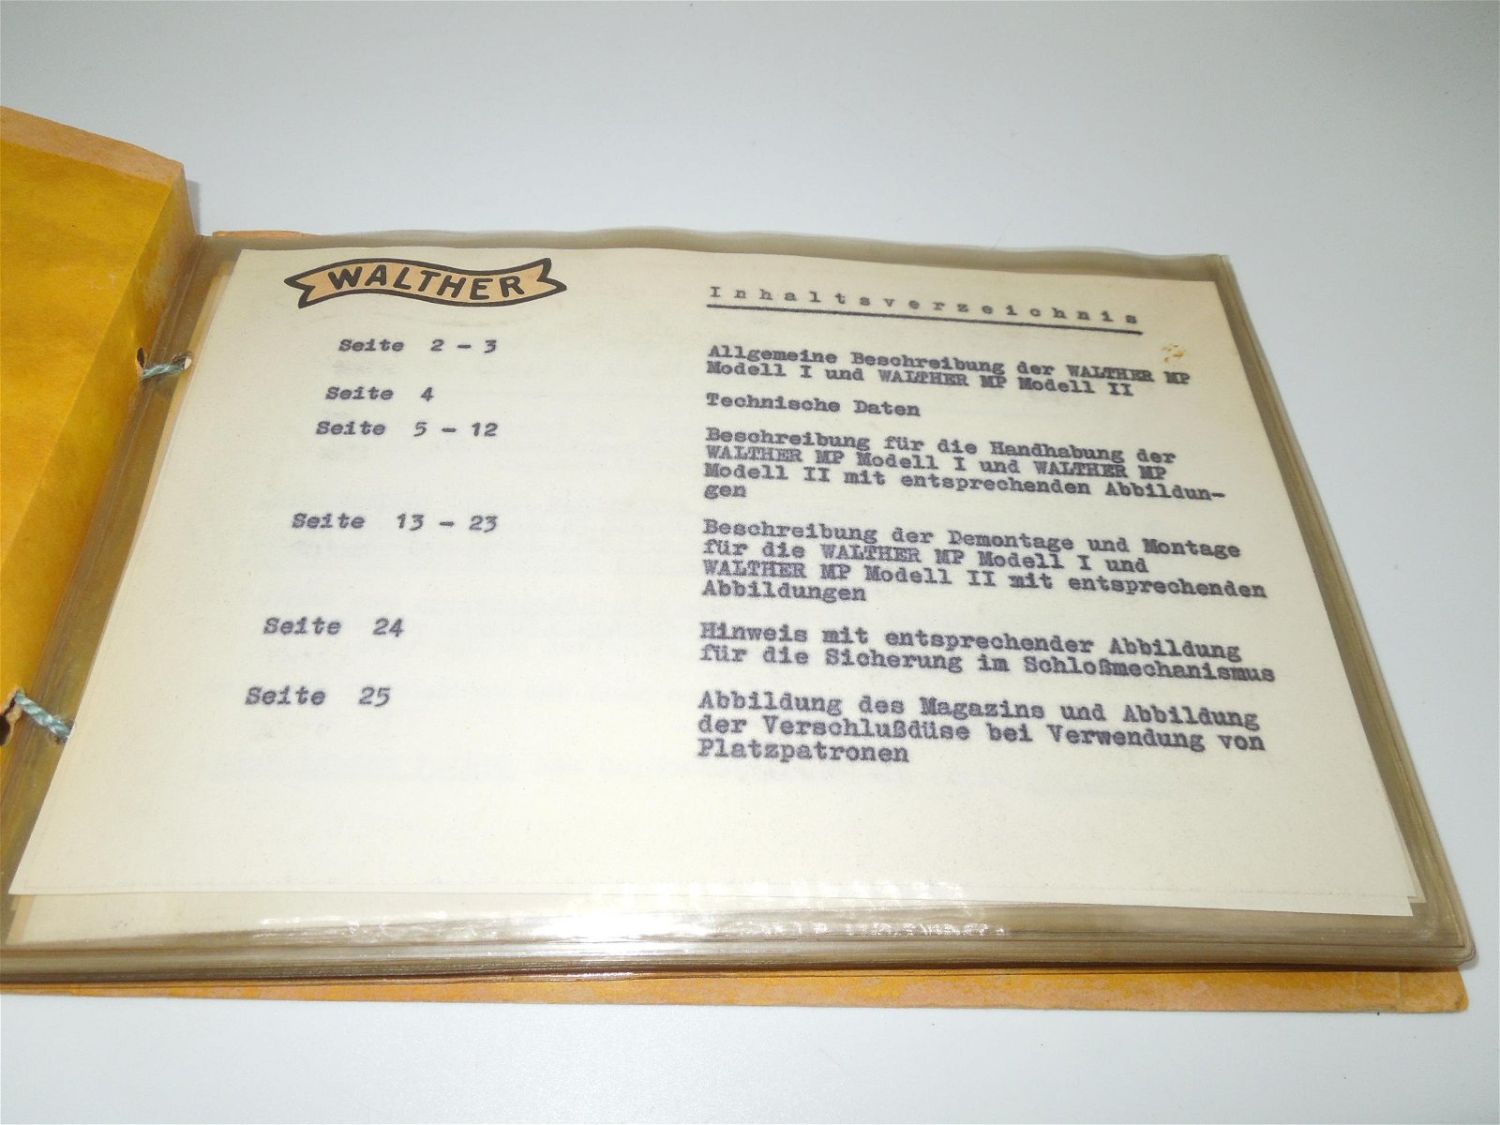 WALTHER
Inhaltsverzeichnis
Seite 2 - 3
Allgemeine Beschreibung der WALTHER MP
Modell I und WALTHER MP Modell II
Seite 4
Technische Daten
Seite 5 - 12
Beschreibung für die Handhabung der
WALTHER MP Modell I und WALTHER MP
Modell II mit entsprechenden Abbildun-
gen
Seite 13 - 23
Beschreibung der Demontage und Montage
für die WALTHER MP Modell I und
WALTHER MP Modell II mit entsprechenden
Abbildungen
Seite 24
Hinweis mit entsprechender Abbildung
für die Sicherung im Schloßmechanismus
Seite 25
Abbildung des Magazins und Abbildung
der Verschlußdüse bei Verwendung von
Platzpatronen